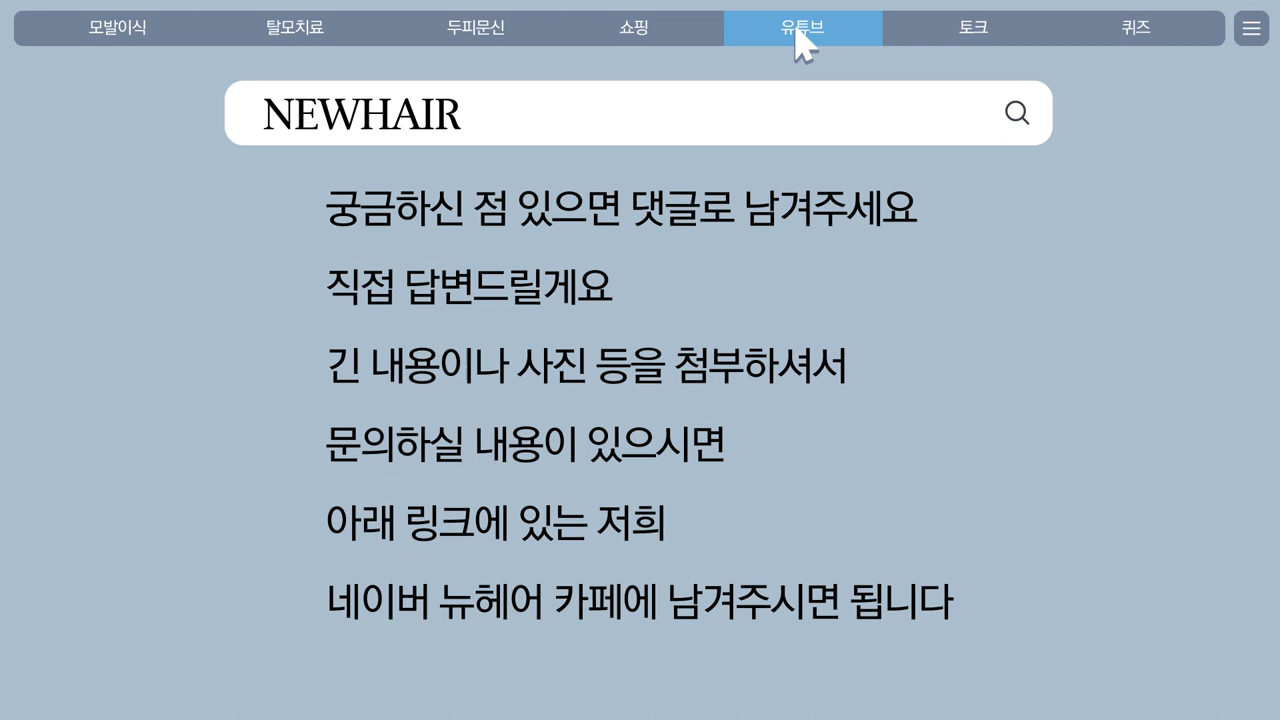 모발이식 탈모치료 두피문신 쇼핑 유튜브 토크 퀴즈
NEWHAIR
궁금하신 점 있으면 댓글로 남겨주세요
직접 답변드릴게요
긴 내용이나 사진 등을 첨부하셔서
문의하실 내용이 있으시면
아래 링크에 있는 저희
네이버 뉴헤어 카페에 남겨주시면 됩니다